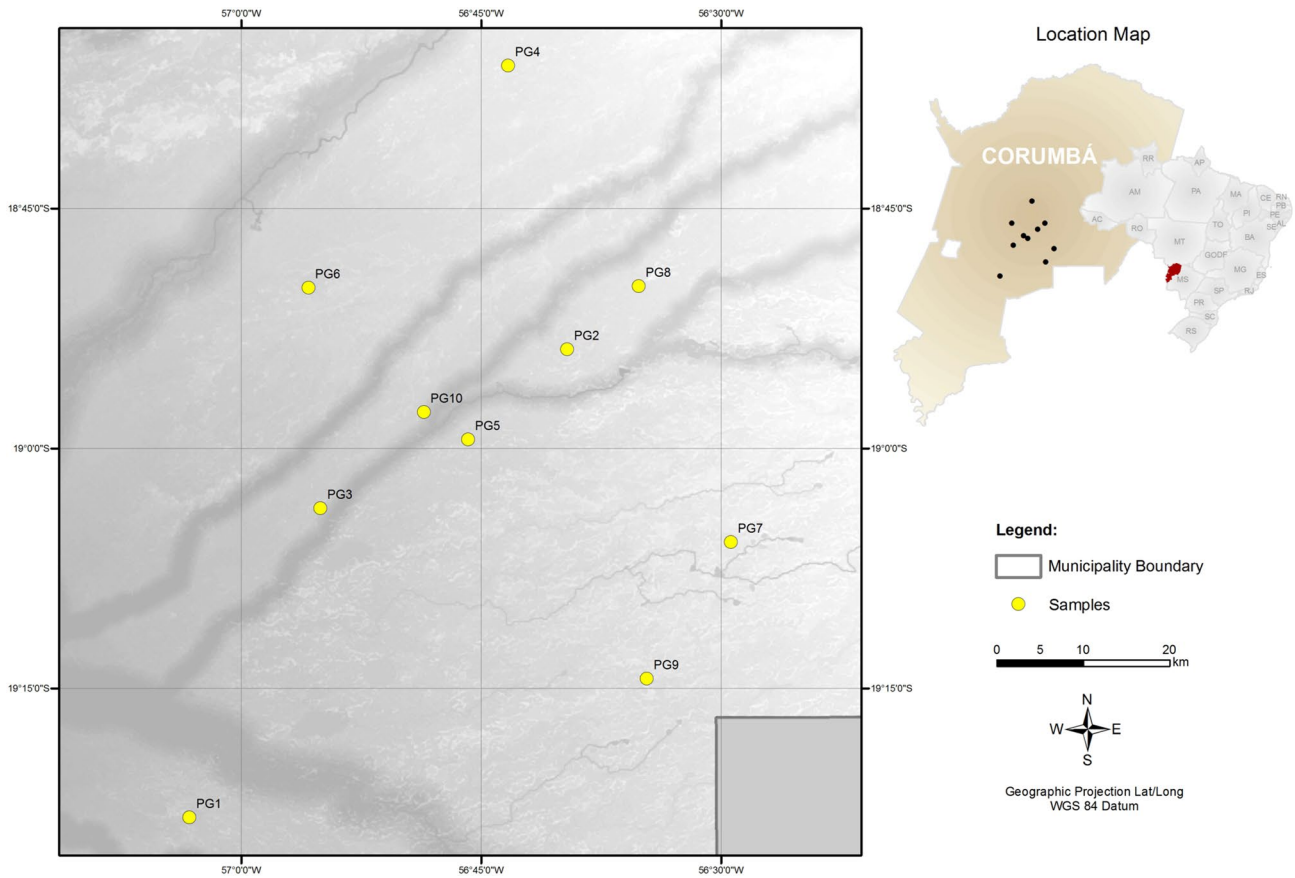 57°0'0"W
56°45'0"W
56°30'0"W
PG4
18°45'0"S
18°45'0"S
PG6
PG8
PG2
PG10
PG5
19°0'0"S
19°0'0"S
PG3
PG7
PG9
19°15'0"S
19°15'0"S
PG1
57°0'0"W
56°45'0"W
56°30'0"W
Location Map
CORUMBÁ
RR
AP
AM
PA
MA
CE
RN
PB
PI
PE
AL
AC
RO
TO
SE
BA
MT
GODF
MG
ES
MS
SP
RJ
PR
SC
RS
Legend:
Municipality Boundary
Samples
0 5 10 20
km
N
W E
S
Geographic Projection Lat/Long
WGS 84 Datum